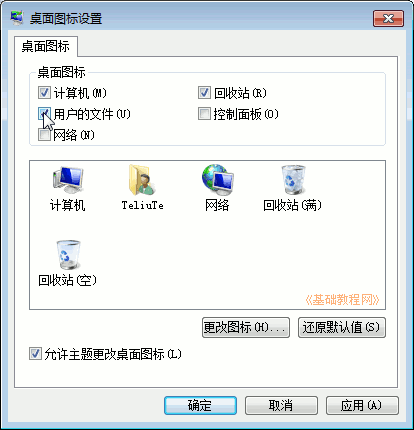 桌面图标设置
桌面图标
桌面图标
计算机(M) 回收站(R)
用户的文件(U) 控制面板(O)
网络(N)
计算机 TeliuTe 网络 回收站(满)
回收站(空)
《基础教程网》
更改图标(H)... 还原默认值(S)
允许主题更改桌面图标(L)
确定 取消 应用(A)